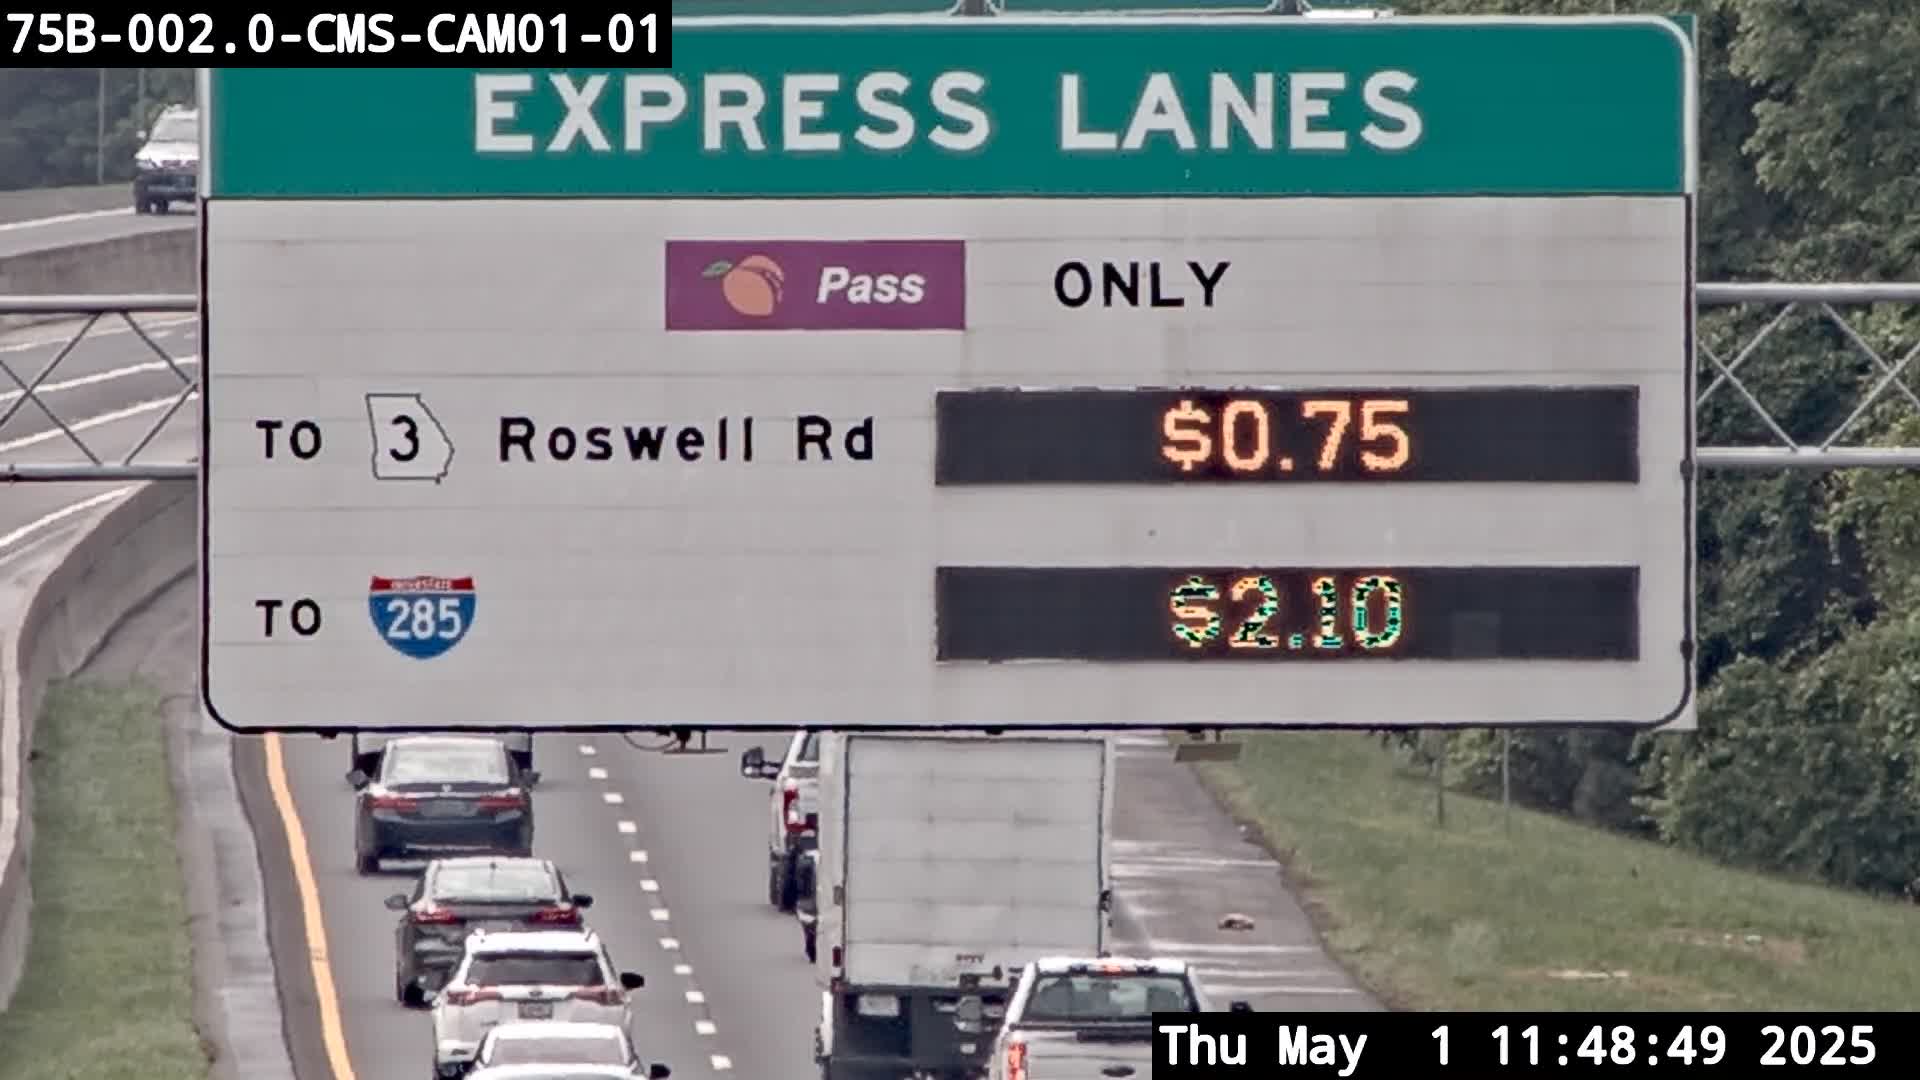 75B-002.0-CMS-CAM01-01
EXPRESS LANES
Pass ONLY
TO 3 Roswell Rd $0.75
INTERSTATE
TO 285 $2.10
Thu May 1 11:48:49 2025